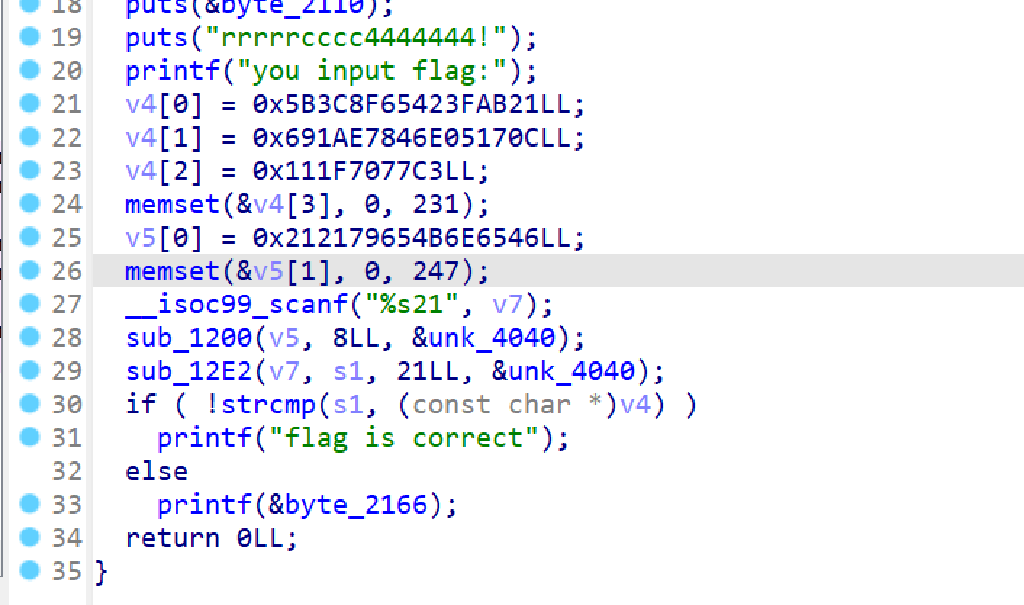 18 puts(&byte_2110);
19 puts("rrrrrcccc4444444!");
20 printf("you input flag:");
21 v4[0] = 0x5B3C8F65423FAB21LL;
22 v4[1] = 0x691AE7846E05170CLL;
23 v4[2] = 0x111F7077C3LL;
24 memset(&v4[3], 0, 231);
25 v5[0] = 0x212179654B6E6546LL;
26 memset(&v5[1], 0, 247);
27 __isoc99_scanf("%s21", v7);
28 sub_1200(v5, 8LL, &unk_4040);
29 sub_12E2(v7, s1, 21LL, &unk_4040);
30 if ( !strcmp(s1, (const char *)v4) )
31 printf("flag is correct");
32 else
33 printf(&byte_2166);
34 return 0LL;
35 }